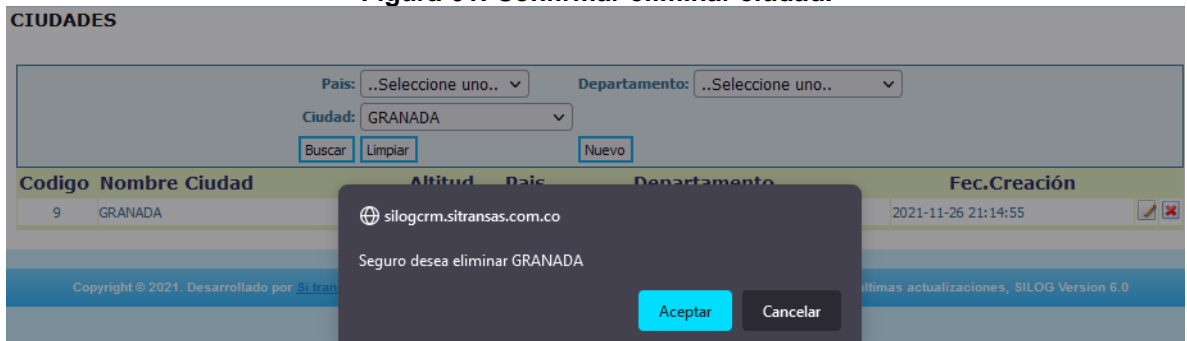 CIUDADES
Pais: ..Seleccione uno.. Departamento: ..Seleccione uno..
Ciudad: GRANADA
Buscar Limpiar Nuevo
Codigo Nombre Ciudad Altitud Pais Departamento Fec.Creación
9 GRANADA 2021-11-26 21:14:55
silogcrm.sitransas.com.co
Seguro desea eliminar GRANADA
Aceptar Cancelar
Copyright © 2021. Desarrollado por Si tran ultimas actualizaciones, SILOG Version 6.0